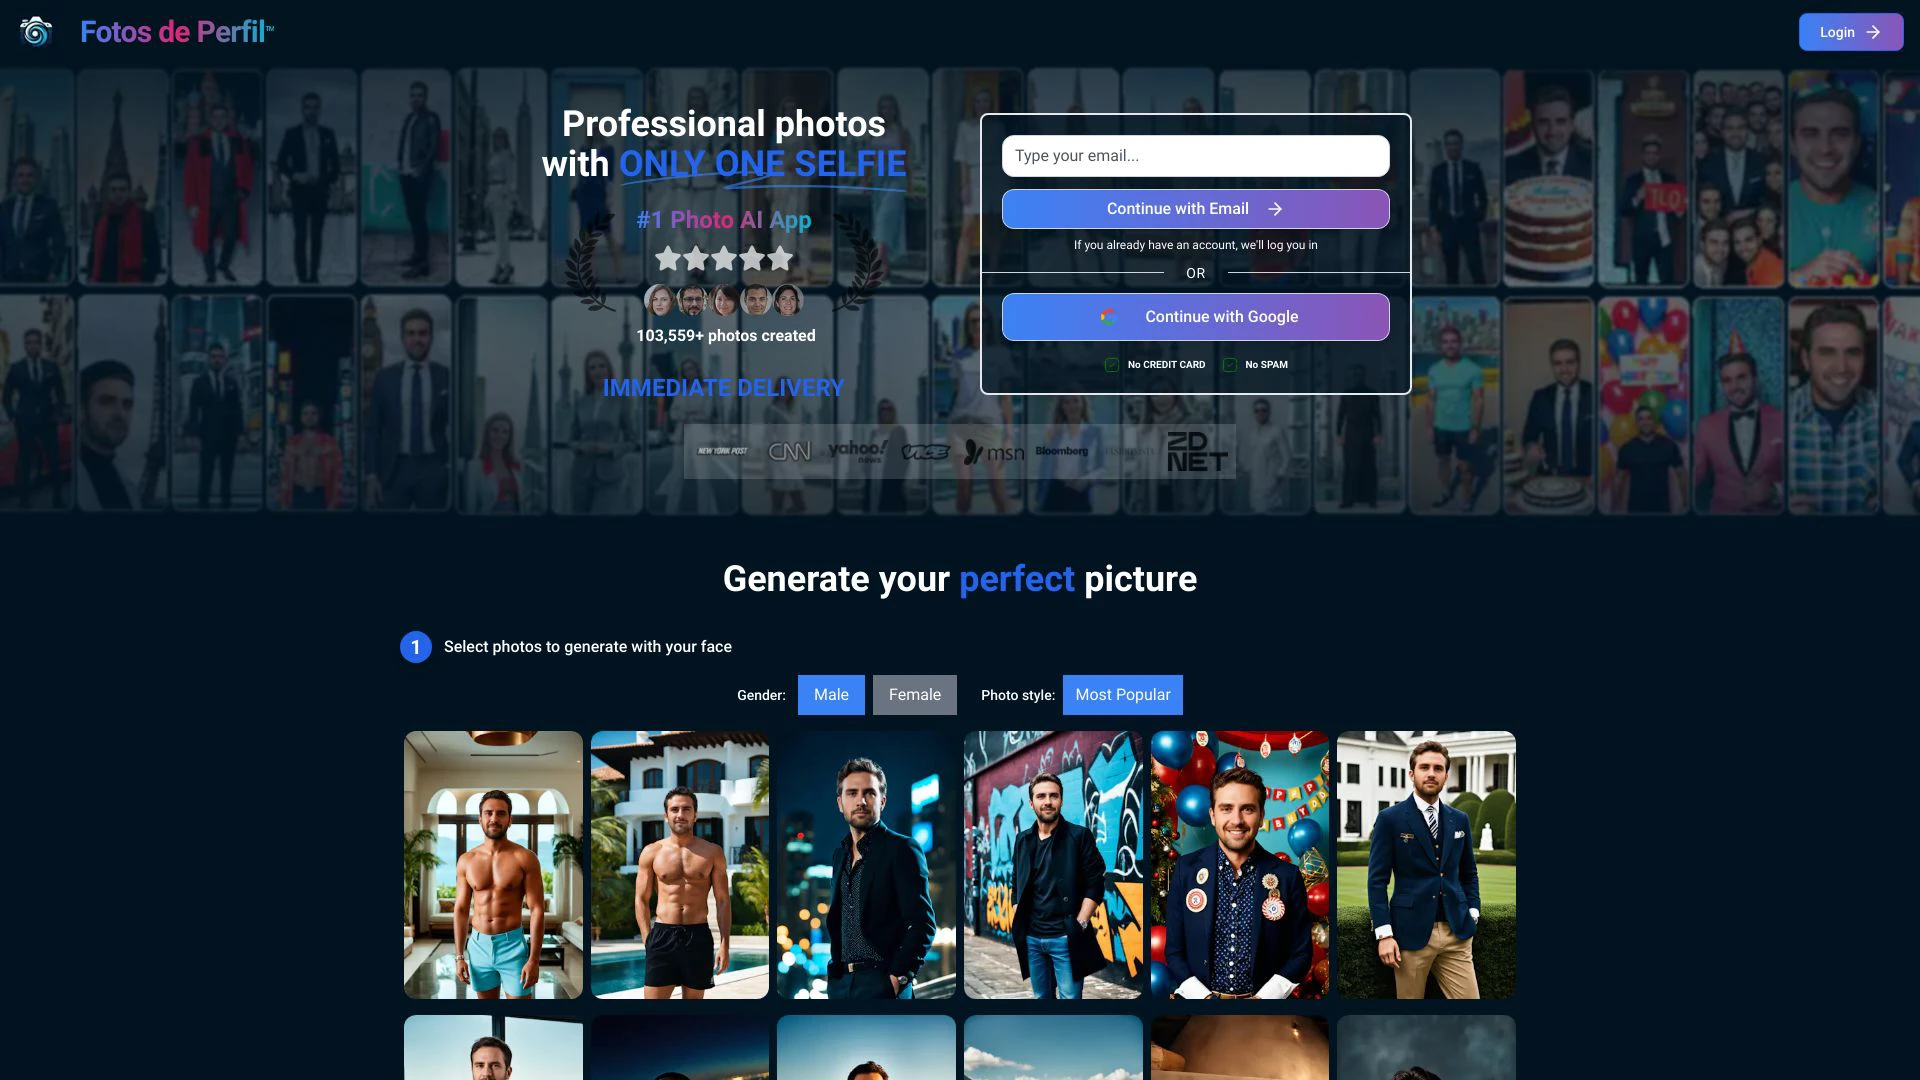 Fotos de Perfil™
Login
Professional photos
with ONLY ONE SELFIE
#1 Photo AI App
103,559+ photos created
IMMEDIATE DELIVERY
Type your email...
Continue with Email
If you already have an account, we'll log you in
OR
Continue with Google
No CREDIT CARD No SPAM
NEW YORK POST CNN yahoo! news VICE msn Bloomberg FASHIONISTA ZDNET
Generate your perfect picture
1 Select photos to generate with your face
Gender: Male Female Photo style: Most Popular